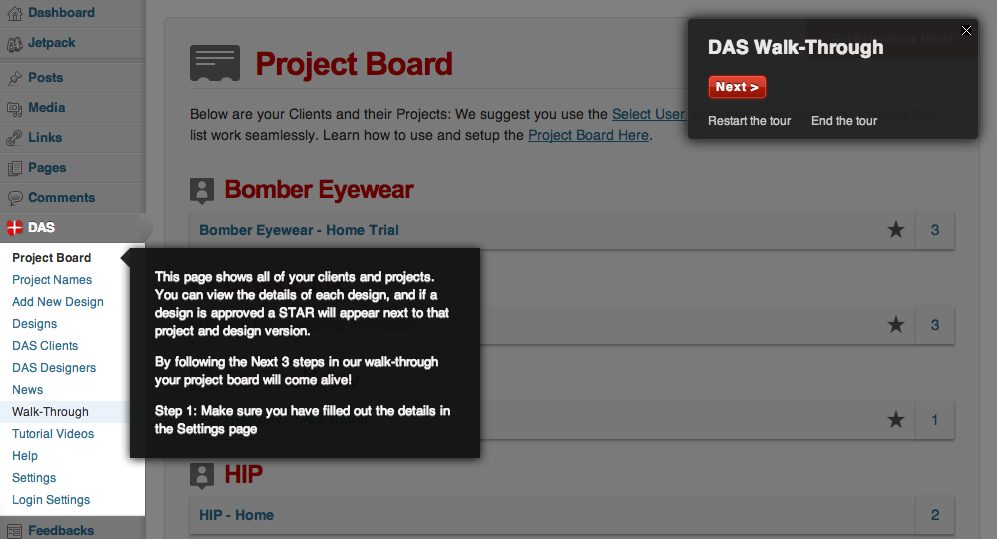 Dashboard
Jetpack
Posts
Media
Links
Pages
Comments
DAS
Project Board
Project Names
Add New Design
Designs
DAS Clients
DAS Designers
News
Walk-Through
Tutorial Videos
Help
Settings
Login Settings
Feedbacks
Project Board
Below are your Clients and their Projects: We suggest you use the Select User
list work seamlessly. Learn how to use and setup the Project Board Here.
Bomber Eyewear
Bomber Eyewear - Home Trial
3
3
1
HIP
HIP - Home
2
This page shows all of your clients and projects.
You can view the details of each design, and if a
design is approved a STAR will appear next to that
project and design version.
By following the Next 3 steps in our walk-through
your project board will come alive!
Step 1: Make sure you have filled out the details in
the Settings page
DAS Walk-Through
Next >
Restart the tour
End the tour